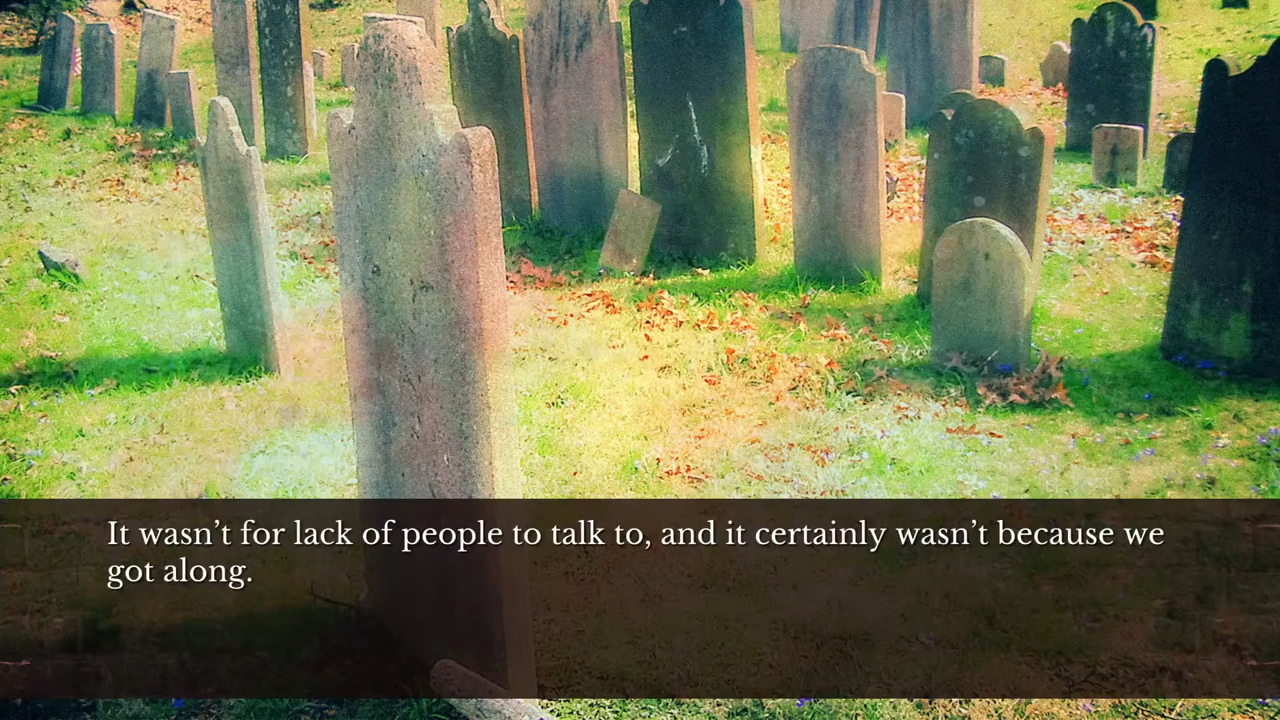 It wasn’t for lack of people to talk to, and it certainly wasn’t because we
got along.